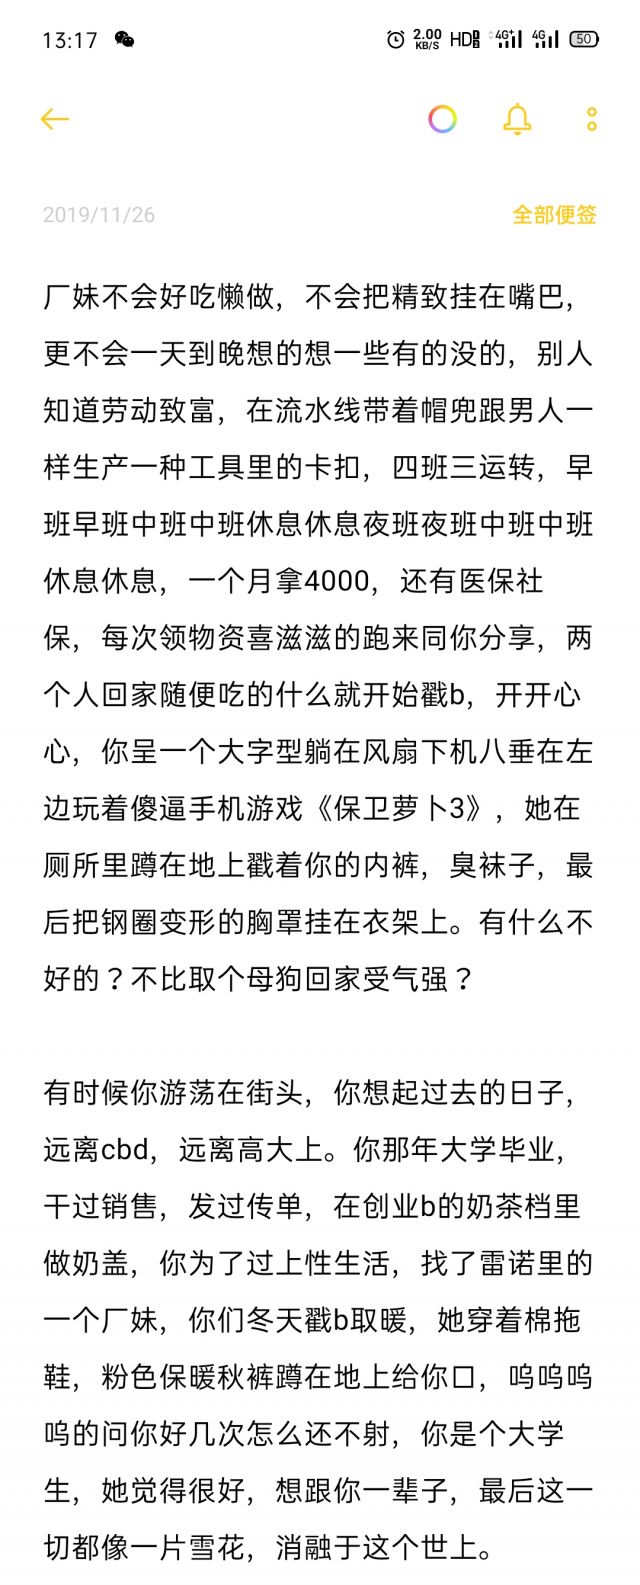 13:17
2.00
KB/S
HD
4G+
4G
50
2019/11/26
全部便签
厂妹不会好吃懒做，不会把精致挂在嘴巴，
更不会一天到晚想的想一些有的没的，别人
知道劳动致富，在流水线带着帽兜跟男人一
样生产一种工具里的卡扣，四班三运转，早
班早班中班中班休息休息夜班夜班中班中班
休息休息，一个月拿4000，还有医保社
保，每次领物资喜滋滋的跑来同你分享，两
个人回家随便吃的什么就开始戳b，开开心
心，你呈一个大字型躺在风扇下机八垂在左
边玩着傻逼手机游戏《保卫萝卜3》，她在
厕所里蹲在地上戳着你的内裤，臭袜子，最
后把钢圈变形的胸罩挂在衣架上。有什么不
好的？不比取个母狗回家受气强？
有时候你游荡在街头，你想起过去的日子，
远离cbd，远离高大上。你那年大学毕业，
干过销售，发过传单，在创业b的奶茶档里
做奶盖，你为了过上性生活，找了雷诺里的
一个厂妹，你们冬天戳b取暖，她穿着棉拖
鞋，粉色保暖秋裤蹲在地上给你口，呜呜呜
呜的问你好几次怎么还不射，你是个大学
生，她觉得很好，想跟你一辈子，最后这一
切都像一片雪花，消融于这个世上。